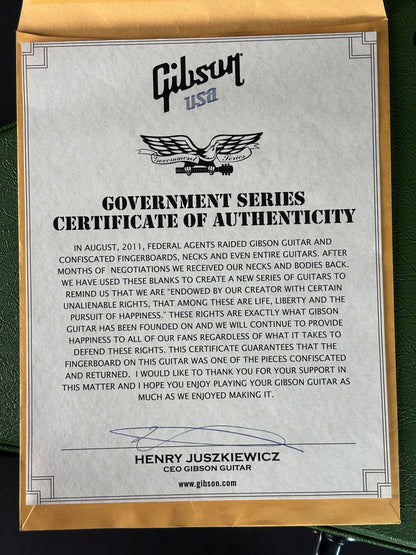 Gibson
USA
Government Series
GOVERNMENT SERIES
CERTIFICATE OF AUTHENTICITY
IN AUGUST, 2011, FEDERAL AGENTS RAIDED GIBSON GUITAR AND
CONFISCATED FINGERBOARDS, NECKS AND EVEN ENTIRE GUITARS. AFTER
MONTHS OF NEGOTIATIONS WE RECEIVED OUR NECKS AND BODIES BACK.
WE HAVE USED THESE BLANKS TO CREATE A NEW SERIES OF GUITARS TO
REMIND US THAT WE ARE "ENDOWED BY OUR CREATOR WITH CERTAIN
UNALIENABLE RIGHTS, THAT AMONG THESE ARE LIFE, LIBERTY AND THE
PURSUIT OF HAPPINESS." THESE RIGHTS ARE EXACTLY WHAT GIBSON
GUITAR HAS BEEN FOUNDED ON AND WE WILL CONTINUE TO PROVIDE
HAPPINESS TO ALL OF OUR FANS REGARDLESS OF WHAT IT TAKES TO
DEFEND THESE RIGHTS. THIS CERTIFICATE GUARANTEES THAT THE
FINGERBOARD ON THIS GUITAR WAS ONE OF THE PIECES CONFISCATED
AND RETURNED. I WOULD LIKE TO THANK YOU FOR YOUR SUPPORT IN
THIS MATTER AND I HOPE YOU ENJOY PLAYING YOUR GIBSON GUITAR AS
MUCH AS WE ENJOYED MAKING IT.
HENRY JUSZKIEWICZ
CEO GIBSON GUITAR
www.gibson.com